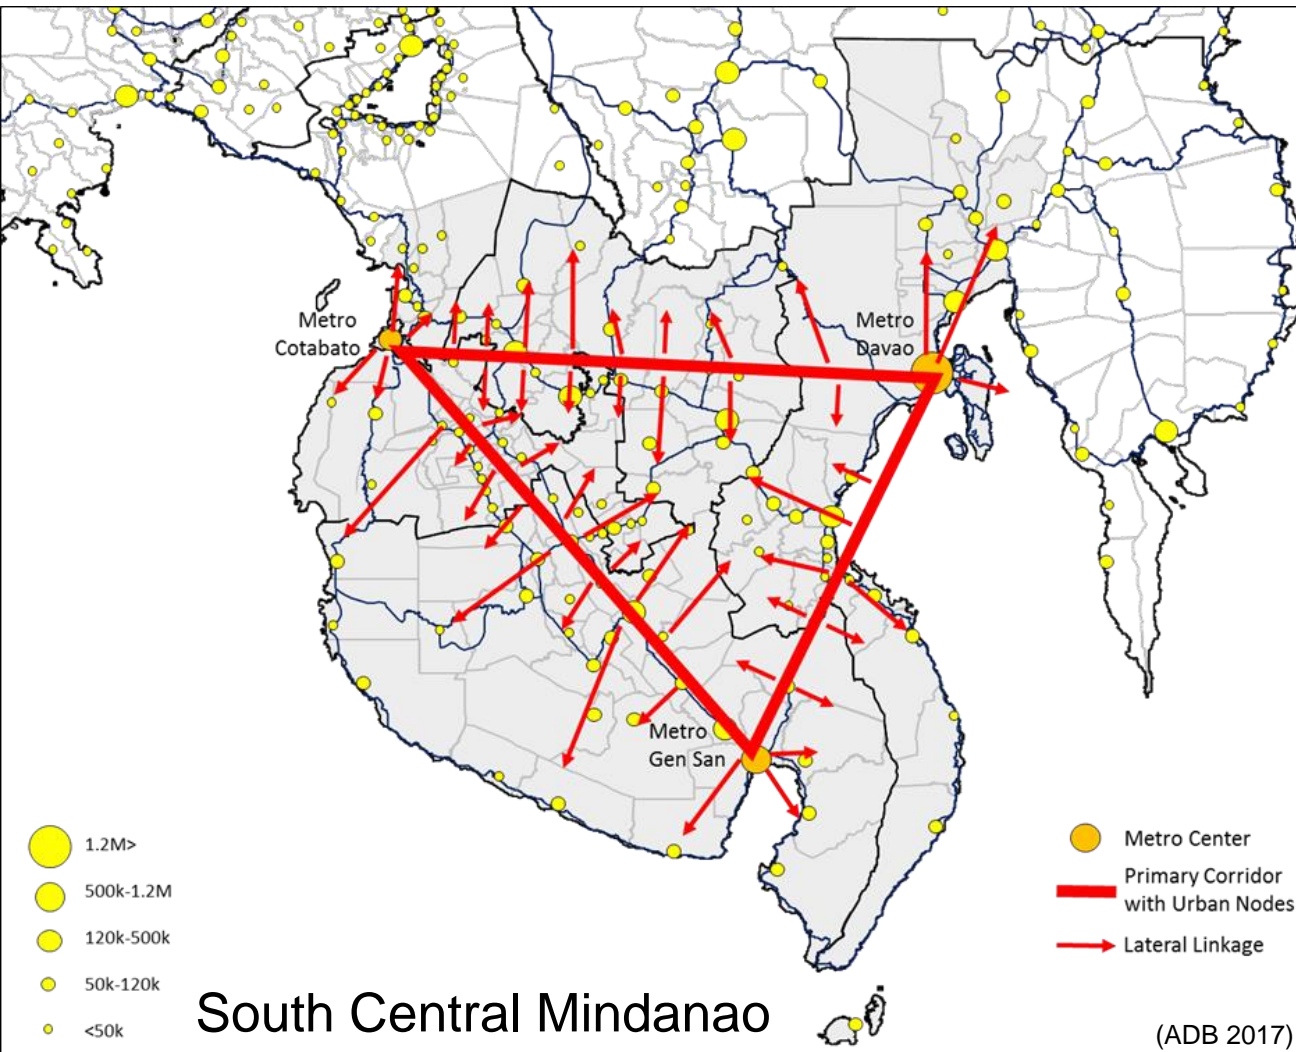 Metro
Cotabato
Metro
Davao
Metro
Gen San
1.2M>
500k-1.2M
120k-500k
50k-120k
<50k
Metro Center
Primary Corridor
with Urban Nodes
Lateral Linkage
South Central Mindanao
(ADB 2017)